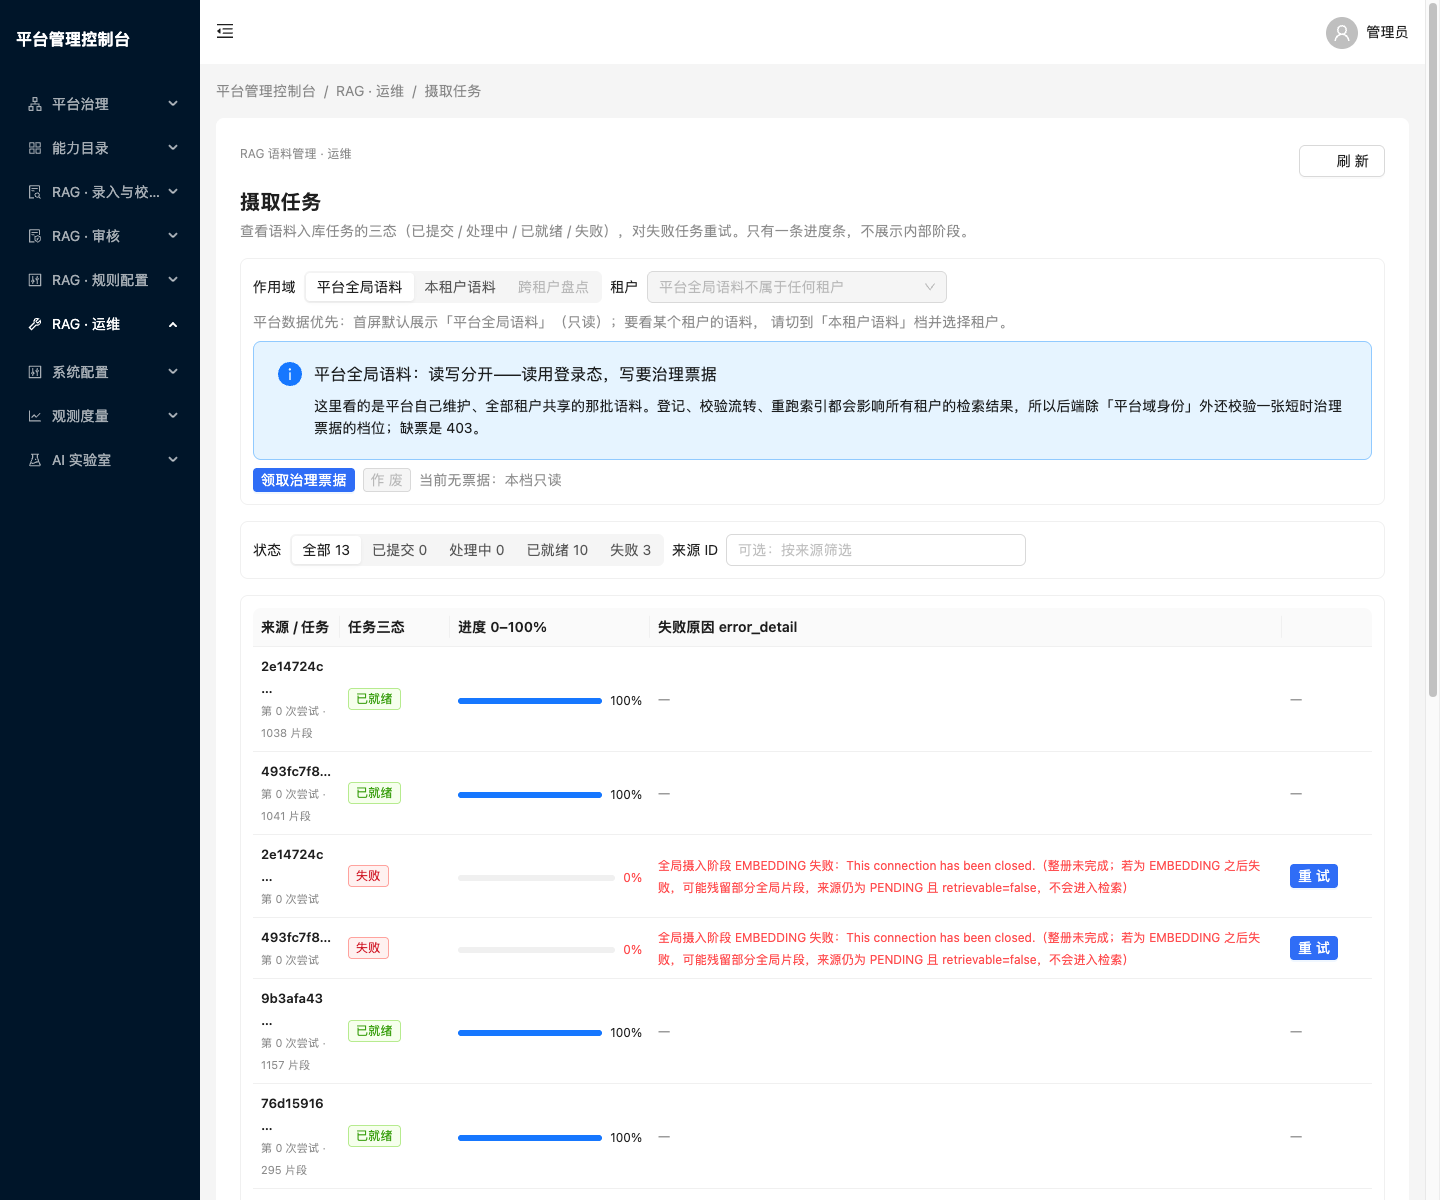 平台管理控制台
平台治理
能力目录
RAG · 录入与校...
RAG · 审核
RAG · 规则配置
RAG · 运维
系统配置
观测度量
AI 实验室
管理员
平台管理控制台 / RAG · 运维 / 摄取任务
RAG 语料管理 · 运维
刷 新
摄取任务
查看语料入库任务的三态（已提交 / 处理中 / 已就绪 / 失败），对失败任务重试。只有一条进度条，不展示内部阶段。
作用域 平台全局语料 本租户语料 跨租户盘点 租户 平台全局语料不属于任何租户
平台数据优先：首屏默认展示「平台全局语料」（只读）；要看某个租户的语料， 请切到「本租户语料」档并选择租户。
平台全局语料：读写分开——读用登录态，写要治理票据
这里看的是平台自己维护、全部租户共享的那批语料。登记、校验流转、重跑索引都会影响所有租户的检索结果，所以后端除「平台域身份」外还校验一张短时治理
票据的档位；缺票是 403。
领取治理票据 作 废 当前无票据：本档只读
状态 全部 13 已提交 0 处理中 0 已就绪 10 失败 3 来源 ID 可选：按来源筛选
来源 / 任务 任务三态 进度 0–100% 失败原因 error_detail
2e14724c
...
第 0 次尝试 ·
1038 片段
已就绪 100% — —
493fc7f8...
第 0 次尝试 ·
1041 片段
已就绪 100% — —
2e14724c
...
第 0 次尝试
失败 0%
全局摄入阶段 EMBEDDING 失败：This connection has been closed.（整册未完成；若为 EMBEDDING 之后失
败，可能残留部分全局片段，来源仍为 PENDING 且 retrievable=false，不会进入检索）
重 试
493fc7f8...
第 0 次尝试
失败 0%
全局摄入阶段 EMBEDDING 失败：This connection has been closed.（整册未完成；若为 EMBEDDING 之后失
败，可能残留部分全局片段，来源仍为 PENDING 且 retrievable=false，不会进入检索）
重 试
9b3afa43
...
第 0 次尝试 ·
1157 片段
已就绪 100% — —
76d15916
...
第 0 次尝试 ·
295 片段
已就绪 100% — —